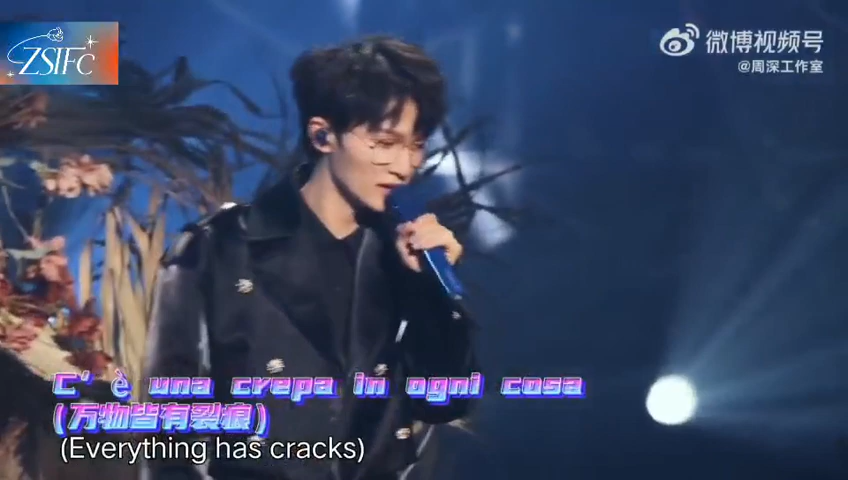 ZSIFC
微博视频号
@周深工作室
C'è una crepa in ogni cosa
(万物皆有裂痕)
(Everything has cracks)